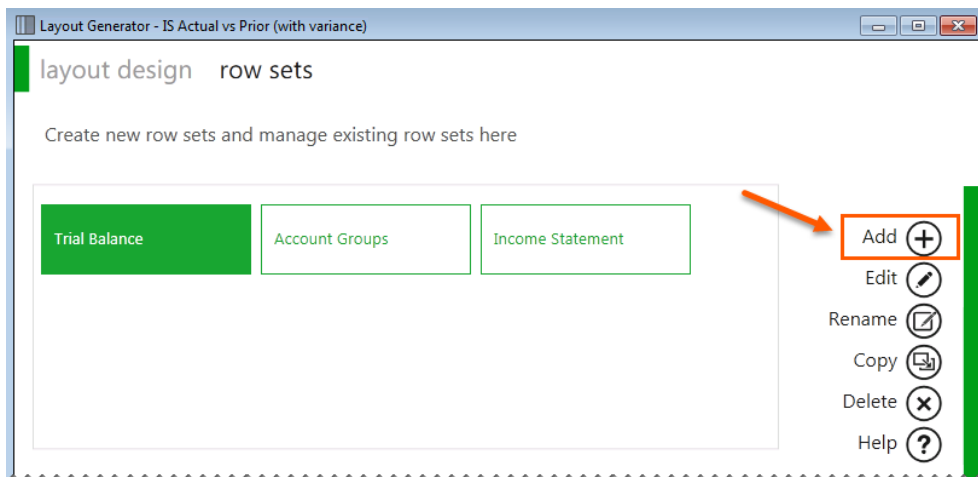 Layout Generator - IS Actual vs Prior (with variance)
layout design row sets
Create new row sets and manage existing row sets here
Trial Balance
Account Groups
Income Statement
Add
Edit
Rename
Copy
Delete
Help